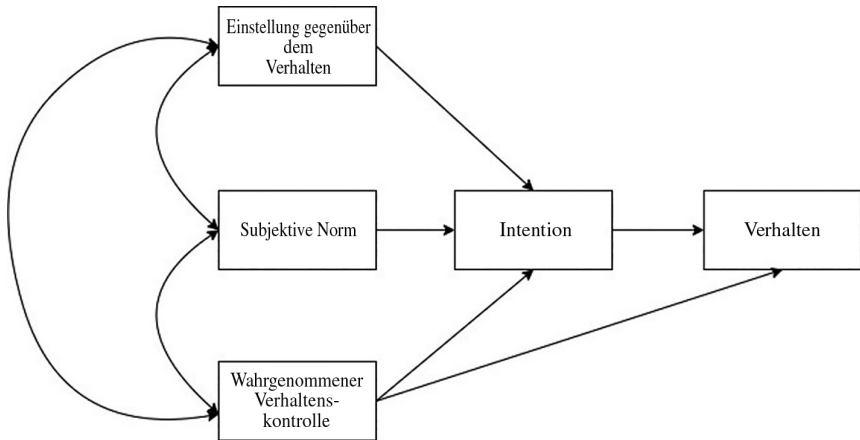 Einstellung gegenüber
dem
Verhalten
Subjektive Norm
Intention
Verhalten
Wahrgenommener
Verhaltens-
kontrolle